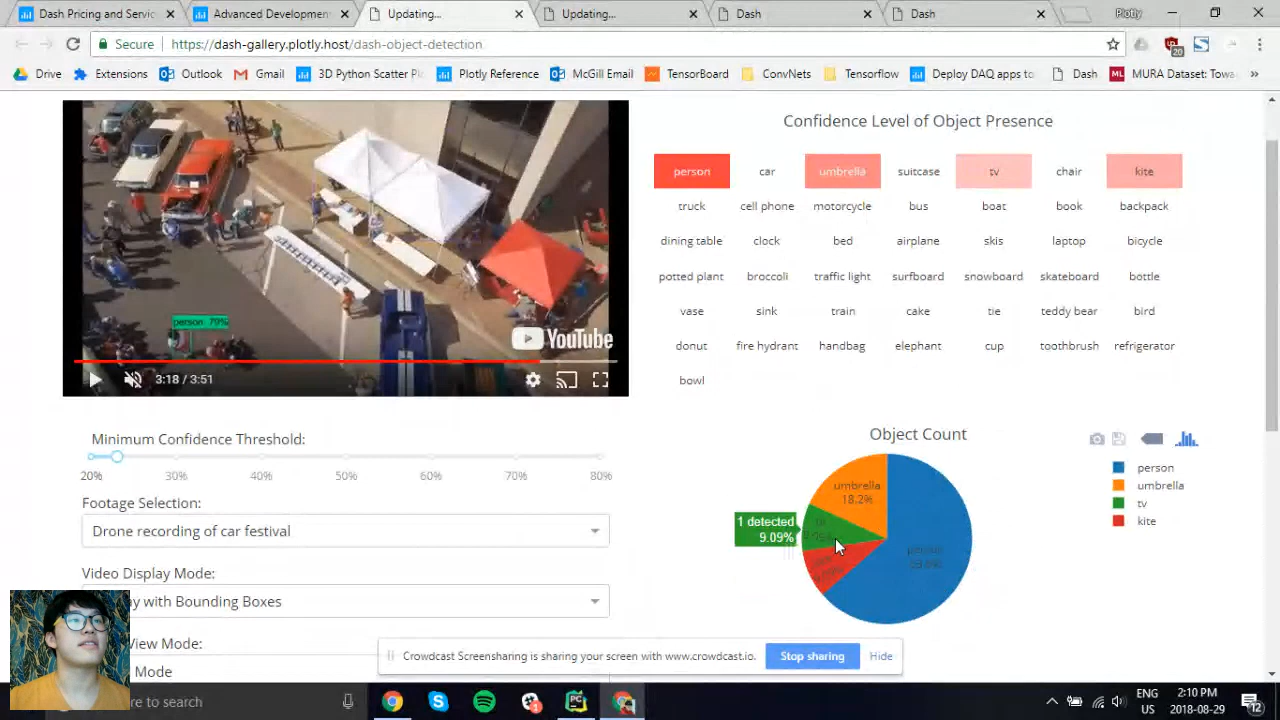 Dash Pricing and Servic
Advanced Development
Updating...
Updating...
Dash
Dash
Plotly
Secure
https://dash-gallery.plotly.host/dash-object-detection
20
Drive
Extensions
Outlook
Gmail
3D Python Scatter Pl
Plotly Reference
McGill Email
TensorBoard
ConvNets
Tensorflow
Deploy DAQ apps to
Dash
ML
MURA Dataset: Towa
»
person 70%
YouTube
3:18 / 3:51
Confidence Level of Object Presence
person car umbrella suitcase tv chair kite
truck cell phone motorcycle bus boat book backpack
dining table clock bed airplane skis laptop bicycle
potted plant broccoli traffic light surfboard snowboard skateboard bottle
vase sink train cake tie teddy bear bird
donut fire hydrant handbag elephant cup toothbrush refrigerator
bowl
Minimum Confidence Threshold:
20% 30% 40% 50% 60% 70% 80%
Footage Selection:
Drone recording of car festival
Video Display Mode:
with Bounding Boxes
View Mode:
Mode
Object Count
umbrella
18.2%
1 detected
9.09%
person
umbrella
tv
kite
Crowdcast Screensharing is sharing your screen with www.crowdcast.io.
Stop sharing
Hide
to search
PC
1
ENG
US
2:10 PM
2018-08-29
12